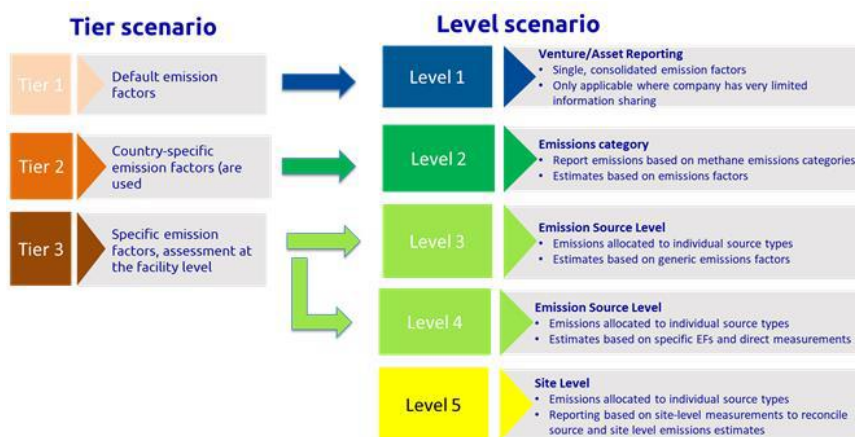 Tier scenario
Level scenario
Tier 1
Default emission
factors
Level 1
Venture/Asset Reporting
• Single, consolidated emission factors
• Only applicable where company has very limited
information sharing
Tier 2
Country-specific
emission factors (are
used
Level 2
Emissions category
• Report emissions based on methane emissions categories
• Estimates based on emissions factors
Tier 3
Specific emission
factors, assessment at
the facility level
Level 3
Emission Source Level
• Emissions allocated to individual source types
• Estimates based on generic emissions factors
Level 4
Emission Source Level
• Emissions allocated to individual source types
• Estimates based on specific EFs and direct measurements
Level 5
Site Level
• Emissions allocated to individual source types
• Reporting based on site-level measurements to reconcile
source and site level emissions estimates